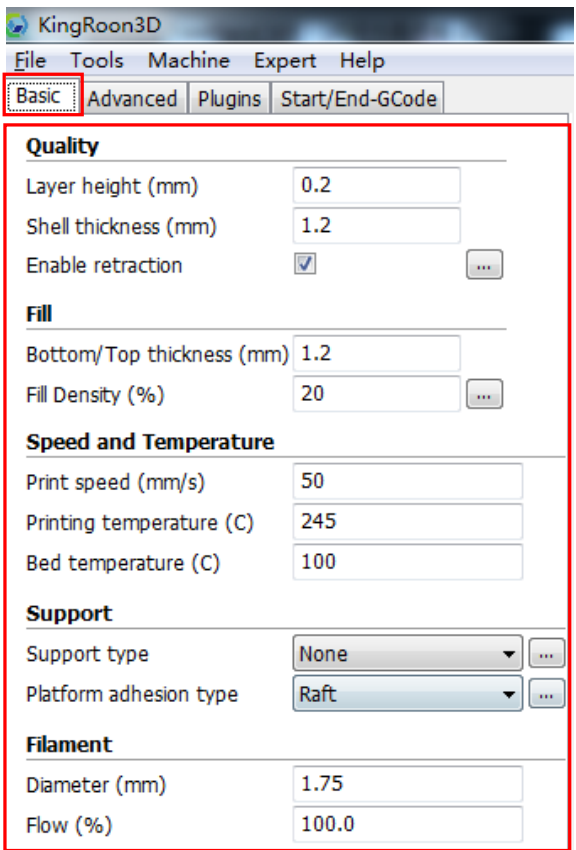 KingRoon3D
File Tools Machine Expert Help
Basic Advanced Plugins Start/End-GCode
Quality
Layer height (mm) 0.2
Shell thickness (mm) 1.2
Enable retraction ...
Fill
Bottom/Top thickness (mm) 1.2
Fill Density (%) 20 ...
Speed and Temperature
Print speed (mm/s) 50
Printing temperature (C) 245
Bed temperature (C) 100
Support
Support type None ...
Platform adhesion type Raft ...
Filament
Diameter (mm) 1.75
Flow (%) 100.0